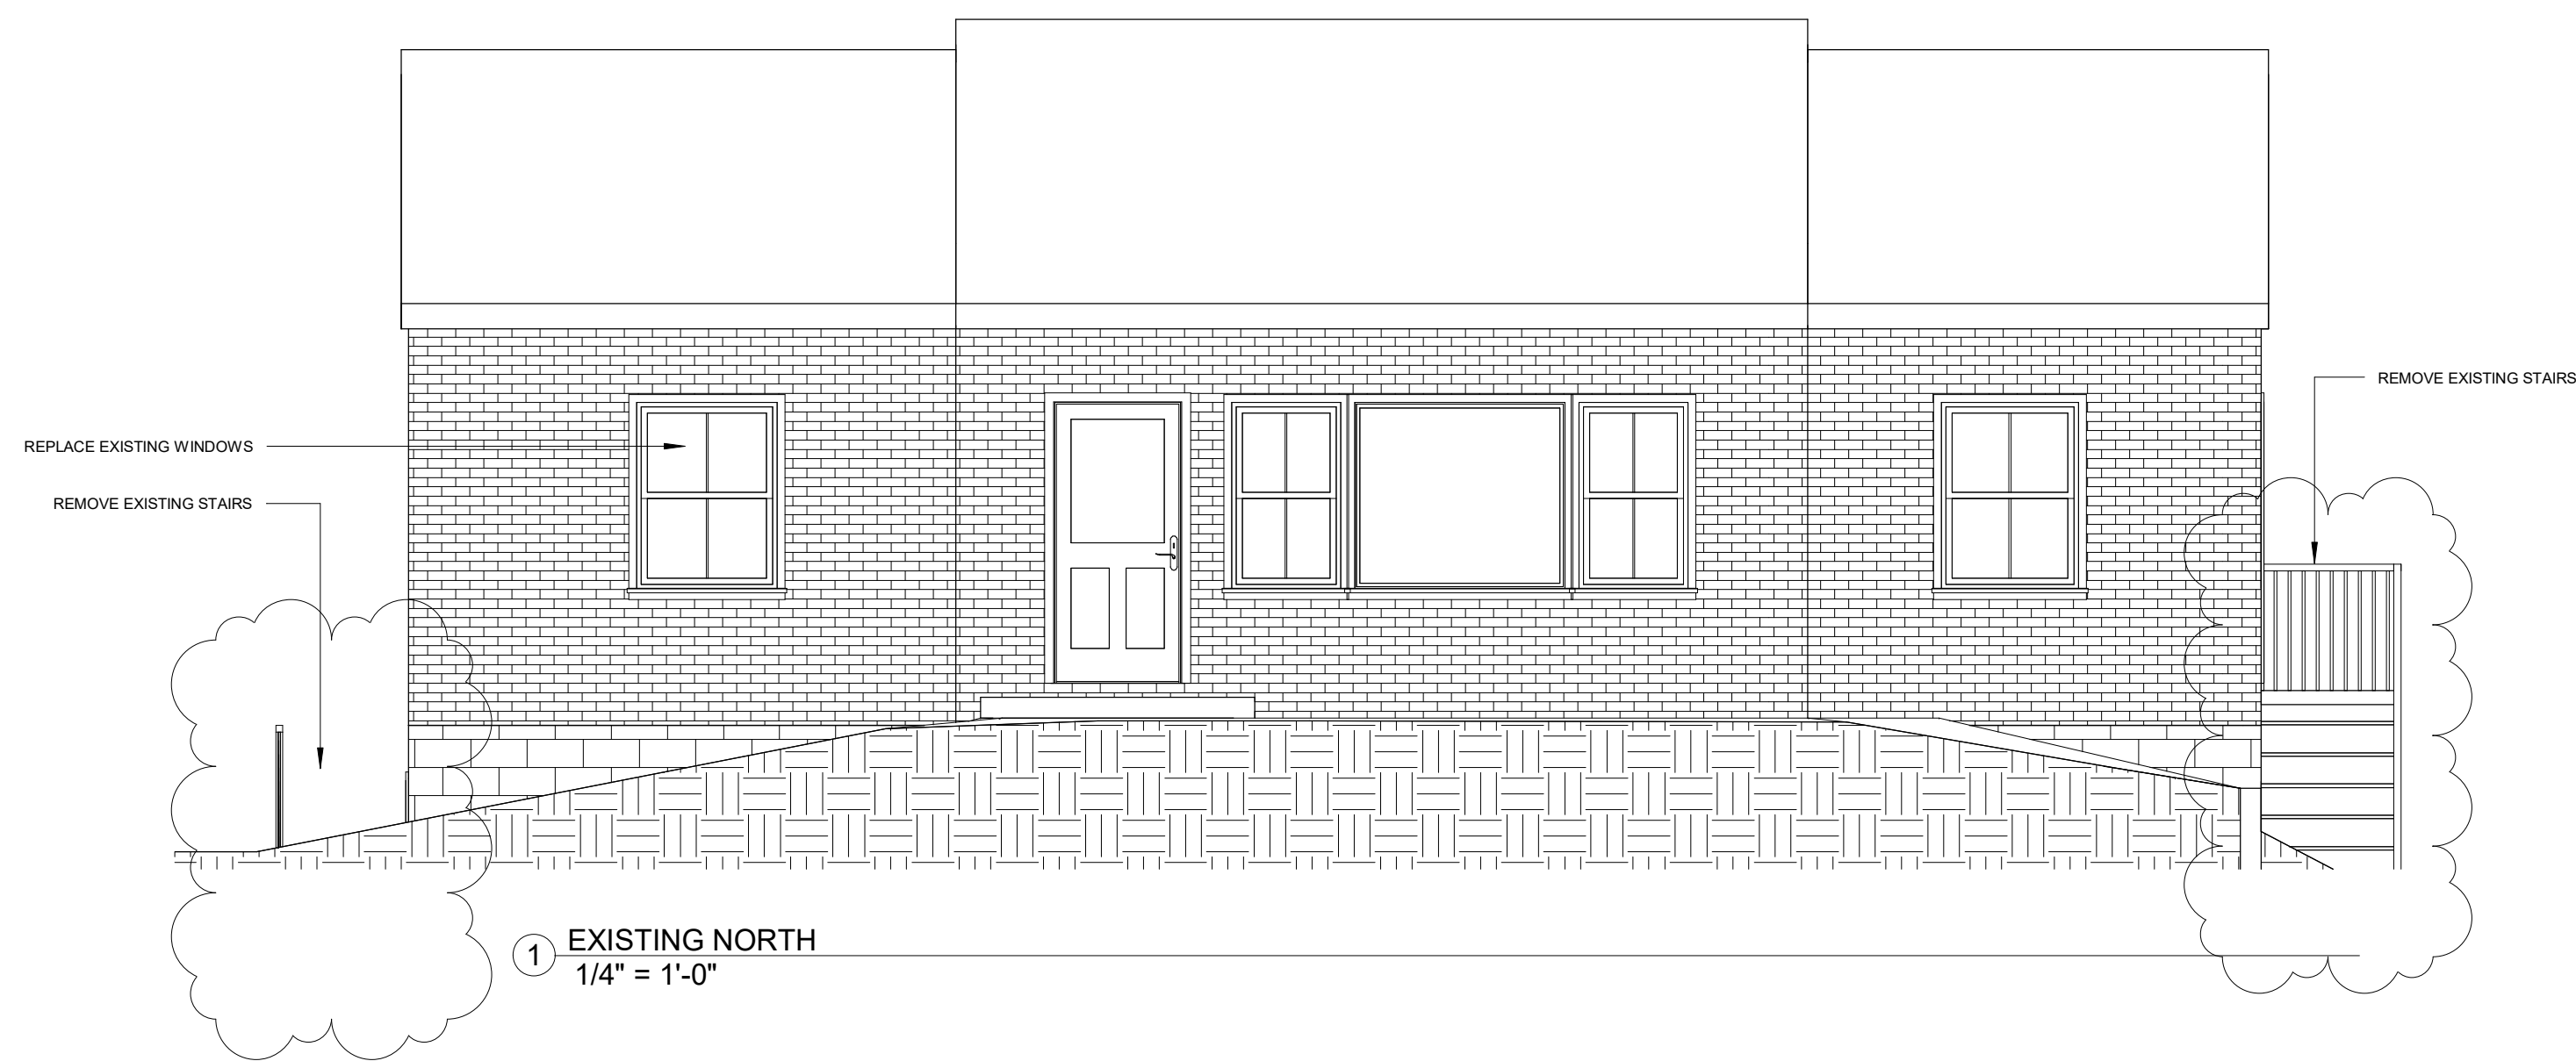 REMOVE EXISTING STAIRS
REPLACE EXISTING WINDOWS
REMOVE EXISTING STAIRS
1
EXISTING NORTH
1/4" = 1'-0"